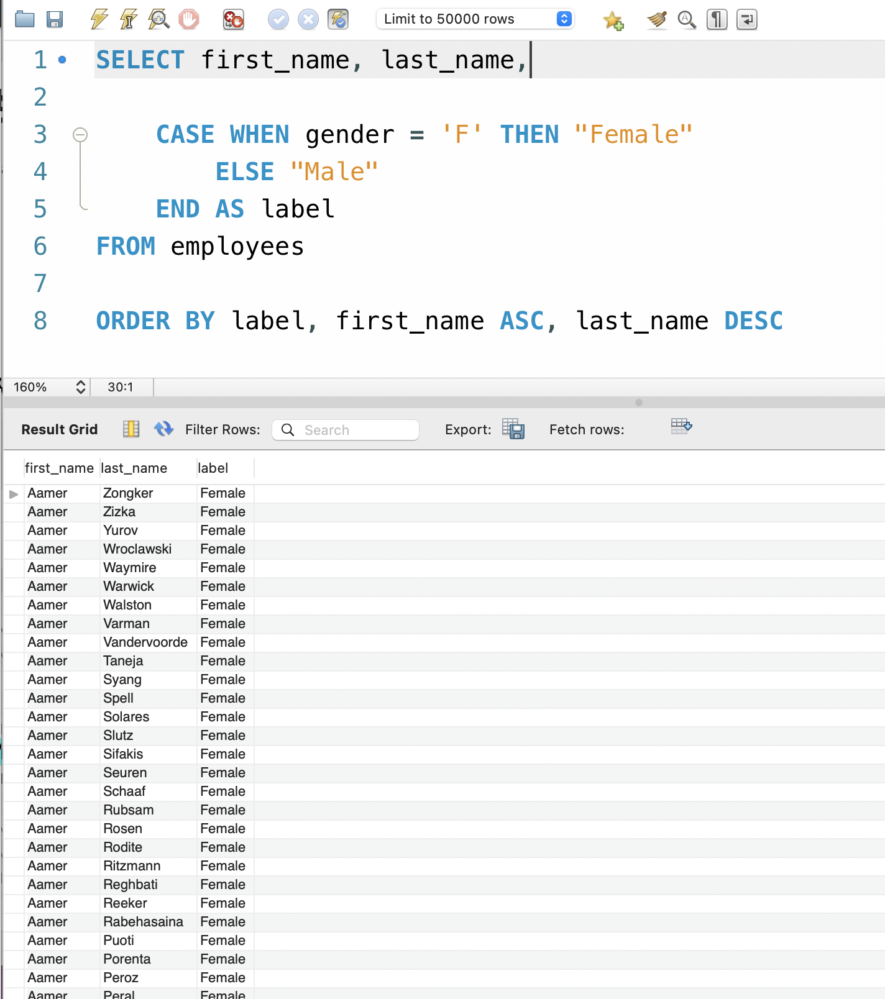 Limit to 50000 rows
1 SELECT first_name, last_name,
2
3 CASE WHEN gender = 'F' THEN "Female"
4 ELSE "Male"
5 END AS label
6 FROM employees
7
8 ORDER BY label, first_name ASC, last_name DESC
160% 30:1
Result Grid Filter Rows: Search Export: Fetch rows:
first_name last_name label
Aamer Zongker Female
Aamer Zizka Female
Aamer Yurov Female
Aamer Wroclawski Female
Aamer Waymire Female
Aamer Warwick Female
Aamer Walston Female
Aamer Varman Female
Aamer Vandervoorde Female
Aamer Taneja Female
Aamer Syang Female
Aamer Spell Female
Aamer Solares Female
Aamer Slutz Female
Aamer Sifakis Female
Aamer Seuren Female
Aamer Schaaf Female
Aamer Rubsam Female
Aamer Rosen Female
Aamer Rodite Female
Aamer Ritzmann Female
Aamer Reghbati Female
Aamer Reeker Female
Aamer Rabehasaina Female
Aamer Puoti Female
Aamer Porenta Female
Aamer Peroz Female
Aamer Peral Female